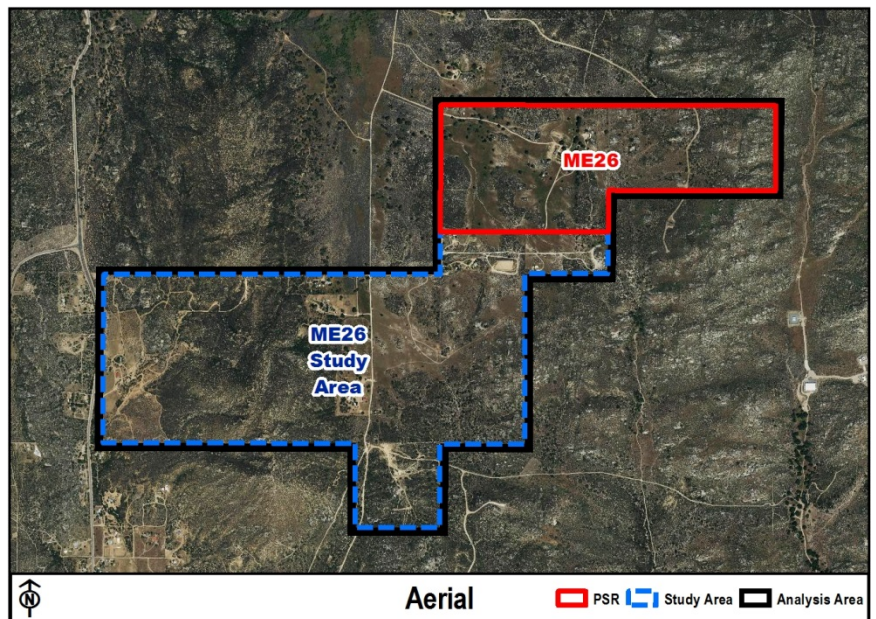 ME26
ME26
Study
Area
Aerial
PSR Study Area Analysis Area